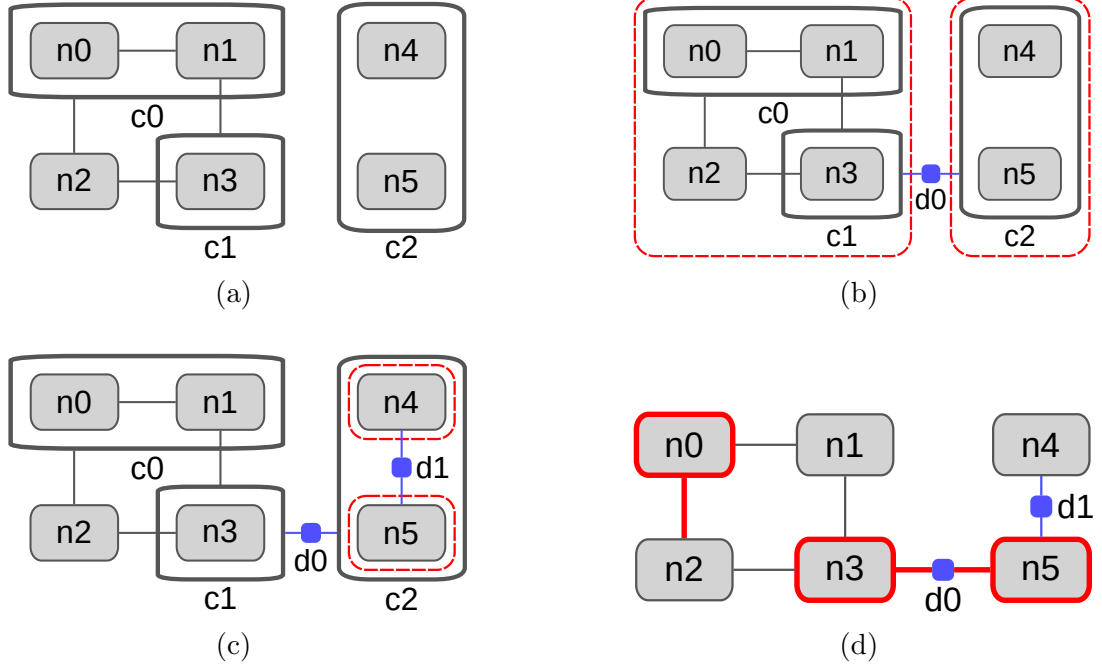 n0 n1 n4
c0
n2 n3 n5
c1 c2
(a)
n0 n1 n4
c0
n2 n3 n5
d0
c1 c2
(b)
n0 n1 n4
c0 d1
n2 n3 n5
d0
c1 c2
(c)
n0 n1 n4
d1
n2 n3 n5
d0
(d)